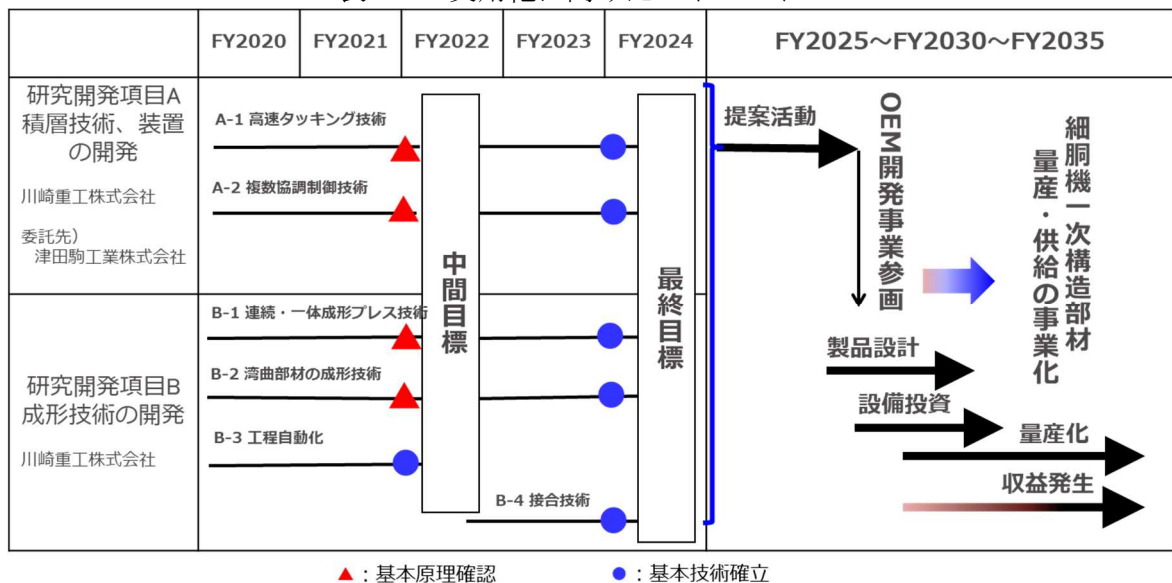 FY2020 FY2021 FY2022 FY2023 FY2024 FY2025～FY2030～FY2035
研究開発項目A
積層技術、装置
の開発
川崎重工株式会社
委託先）
津田駒工業株式会社
A-1 高速タッキング技術
A-2 複数協調制御技術
研究開発項目B
成形技術の開発
川崎重工株式会社
B-1 連続・一体成形プレス技術
B-2 湾曲部材の成形技術
B-3 工程自動化
B-4 接合技術
中間目標
最終目標
提案活動
OEM開発事業参画
細胴機一次構造部材
量産・供給の事業化
製品設計
設備投資
量産化
収益発生
▲：基本原理確認
●：基本技術確立